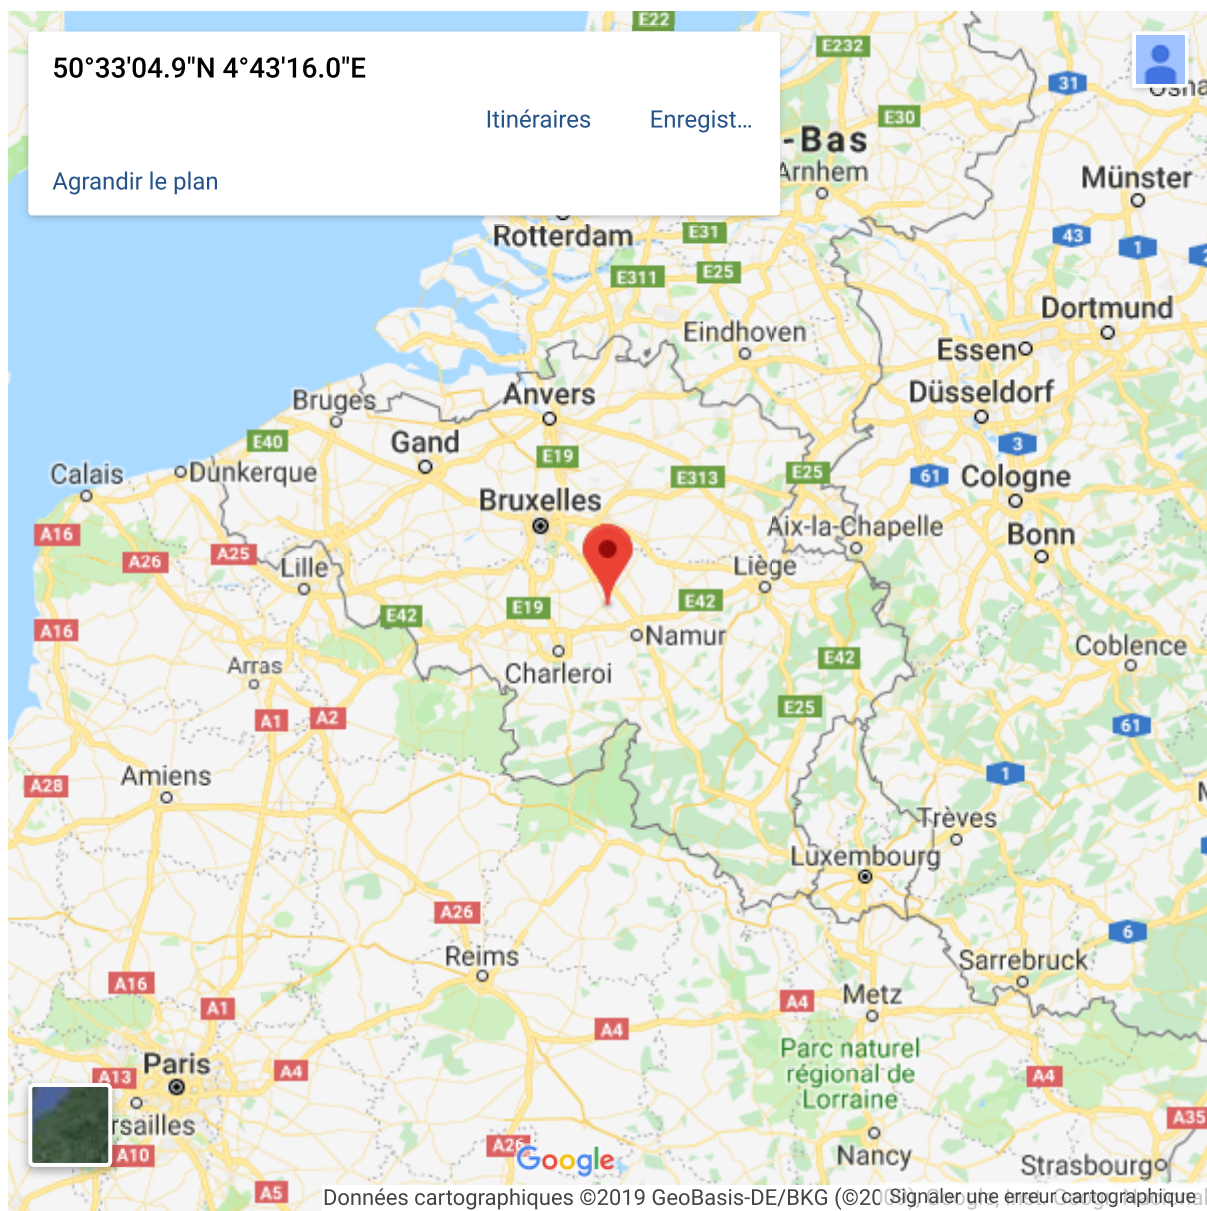 E22
50°33'04.9"N 4°43'16.0"E
E232
31
Itinéraires
Enregist...
E30
-Bas
Arnhem
Agrandir le plan
Münster
Rotterdam
E31
43
1
E311
E25
Dortmund
Eindhoven
Essen
Düsseldorf
Bruges
Anvers
E40
Gand
3
E19
Calais
Dunkerque
E313
E25
61
Cologne
Bruxelles
A16
Aix-la-Chapelle
Bonn
A26
A25
Lille
Liège
E42
E19
E42
A16
Namur
Coblence
Arras
Charleroi
E42
A1
A2
E25
61
Amiens
A28
1
Trèves
Luxembourg
A26
6
Reims
Sarrebruck
A16
A1
Metz
A4
A4
Paris
Parc naturel
régional de
Lorraine
A13
A4
A4
rsailles
A35
A10
A26
Google
Nancy
Strasbourg
A5
Données cartographiques ©2019 GeoBasis-DE/BKG (©20
Signaler une erreur cartographique